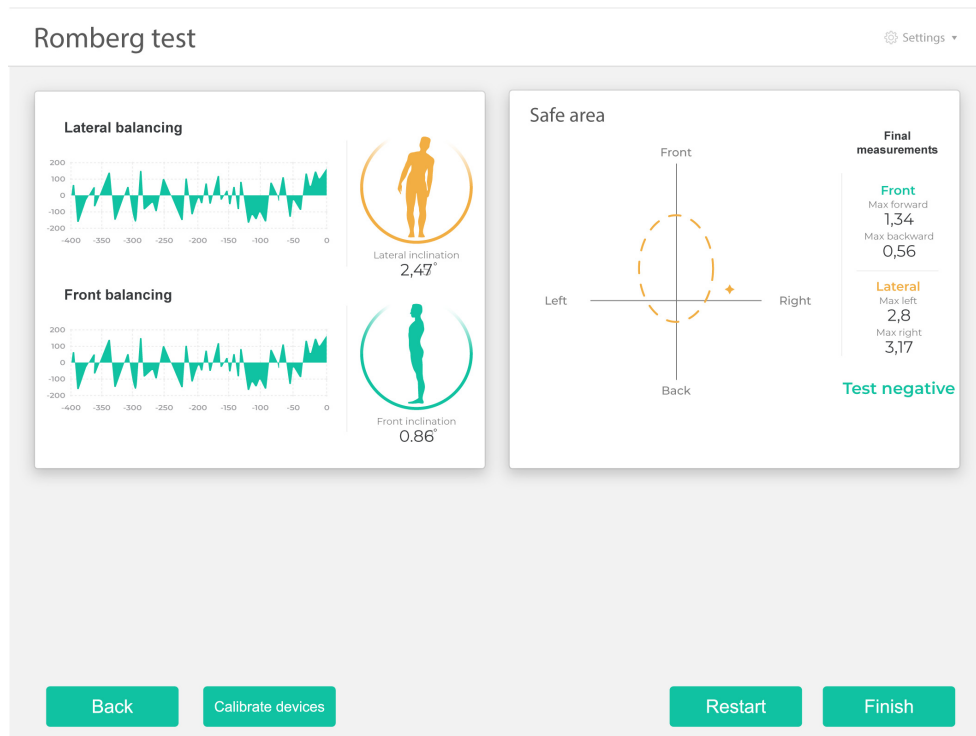 Romberg test
Settings
Lateral balancing
200
100
0
-100
-200
-400 -350 -300 -250 -200 -150 -100 -50 0
Lateral inclination
2,47°
Front balancing
200
100
0
-100
-200
-400 -350 -300 -250 -200 -150 -100 -50 0
Front inclination
0.86°
Safe area
Front
Left
Right
Back
Final
measurements
Front
Max forward
1,34
Max backward
0,56
Lateral
Max left
2,8
Max right
3,17
Test negative
Back
Calibrate devices
Restart
Finish